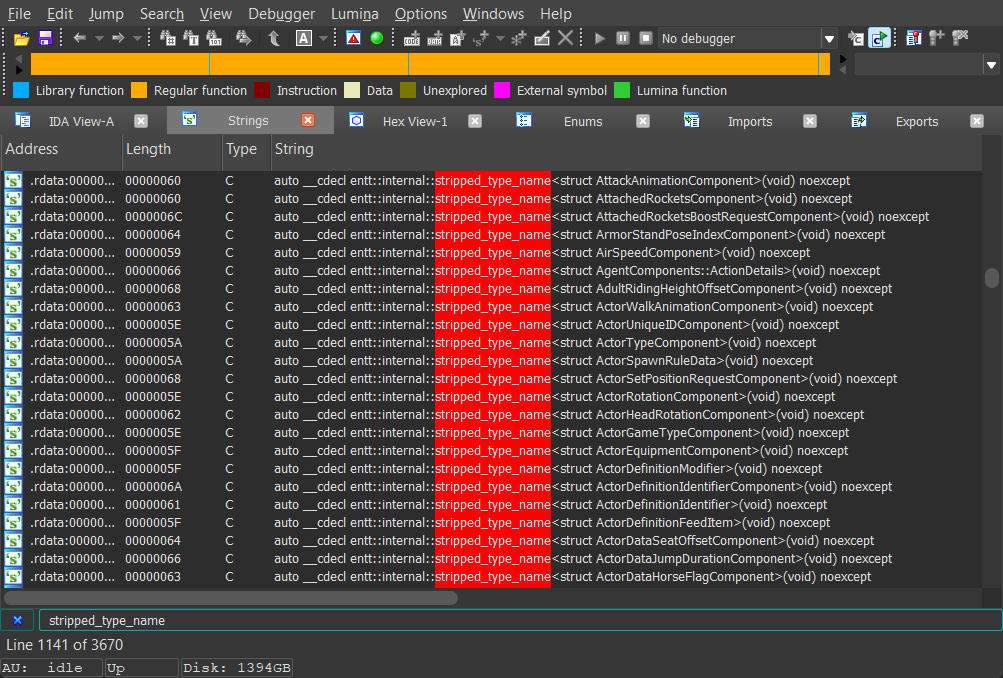 File Edit Jump Search View Debugger Lumina Options Windows Help
No debugger
Library function Regular function Instruction Data Unexplored External symbol Lumina function
IDA View-A Strings Hex View-1 Enums Imports Exports
Address Length Type String
.rdata:00000... 00000060 C auto __cdecl entt::internal::stripped_type_name<struct AttackAnimationComponent>(void) noexcept
.rdata:00000... 00000060 C auto __cdecl entt::internal::stripped_type_name<struct AttachedRocketsComponent>(void) noexcept
.rdata:00000... 0000006C C auto __cdecl entt::internal::stripped_type_name<struct AttachedRocketsBoostRequestComponent>(void) noexcept
.rdata:00000... 00000064 C auto __cdecl entt::internal::stripped_type_name<struct ArmorStandPoseIndexComponent>(void) noexcept
.rdata:00000... 00000059 C auto __cdecl entt::internal::stripped_type_name<struct AirSpeedComponent>(void) noexcept
.rdata:00000... 00000066 C auto __cdecl entt::internal::stripped_type_name<struct AgentComponents::ActionDetails>(void) noexcept
.rdata:00000... 00000068 C auto __cdecl entt::internal::stripped_type_name<struct AdultRidingHeightOffsetComponent>(void) noexcept
.rdata:00000... 00000063 C auto __cdecl entt::internal::stripped_type_name<struct ActorWalkAnimationComponent>(void) noexcept
.rdata:00000... 0000005E C auto __cdecl entt::internal::stripped_type_name<struct ActorUniqueIDComponent>(void) noexcept
.rdata:00000... 0000005A C auto __cdecl entt::internal::stripped_type_name<struct ActorTypeComponent>(void) noexcept
.rdata:00000... 0000005A C auto __cdecl entt::internal::stripped_type_name<struct ActorSpawnRuleData>(void) noexcept
.rdata:00000... 00000068 C auto __cdecl entt::internal::stripped_type_name<struct ActorSetPositionRequestComponent>(void) noexcept
.rdata:00000... 0000005E C auto __cdecl entt::internal::stripped_type_name<struct ActorRotationComponent>(void) noexcept
.rdata:00000... 00000062 C auto __cdecl entt::internal::stripped_type_name<struct ActorHeadRotationComponent>(void) noexcept
.rdata:00000... 0000005E C auto __cdecl entt::internal::stripped_type_name<struct ActorGameTypeComponent>(void) noexcept
.rdata:00000... 0000005F C auto __cdecl entt::internal::stripped_type_name<struct ActorEquipmentComponent>(void) noexcept
.rdata:00000... 0000005F C auto __cdecl entt::internal::stripped_type_name<struct ActorDefinitionModifier>(void) noexcept
.rdata:00000... 0000006A C auto __cdecl entt::internal::stripped_type_name<struct ActorDefinitionIdentifierComponent>(void) noexcept
.rdata:00000... 00000061 C auto __cdecl entt::internal::stripped_type_name<struct ActorDefinitionIdentifier>(void) noexcept
.rdata:00000... 0000005F C auto __cdecl entt::internal::stripped_type_name<struct ActorDefinitionFeedItem>(void) noexcept
.rdata:00000... 00000064 C auto __cdecl entt::internal::stripped_type_name<struct ActorDataSeatOffsetComponent>(void) noexcept
.rdata:00000... 00000066 C auto __cdecl entt::internal::stripped_type_name<struct ActorDataJumpDurationComponent>(void) noexcept
.rdata:00000... 00000063 C auto __cdecl entt::internal::stripped_type_name<struct ActorDataHorseFlagComponent>(void) noexcept
stripped_type_name
Line 1141 of 3670
AU: idle Up Disk: 1394GB